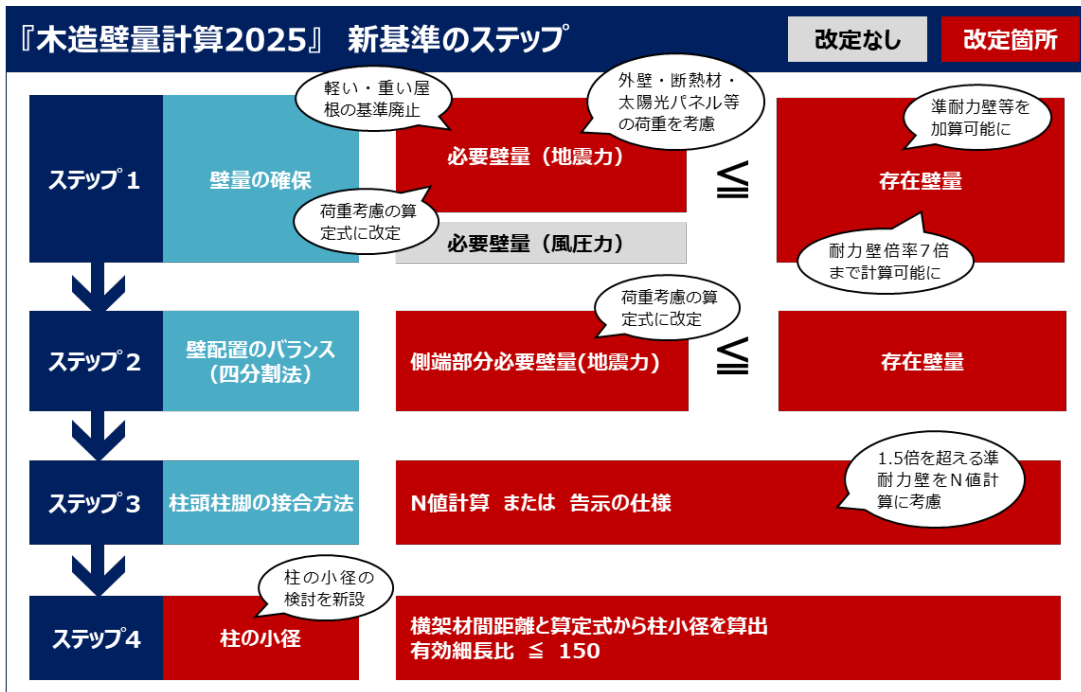 『木造壁量計算2025』 新基準のステップ
改定なし
改定箇所
軽い・重い屋
根の基準廃止
外壁・断熱材・
太陽光パネル等
の荷重を考慮
準耐力壁等を
加算可能に
ステップ1
壁量の確保
必要壁量（地震力）
≦
存在壁量
荷重考慮の算
定式に改定
必要壁量（風圧力）
耐力壁倍率7倍
まで計算可能に
荷重考慮の算
定式に改定
ステップ2
壁配置のバランス
（四分割法）
側端部分必要壁量(地震力)
≦
存在壁量
1.5倍を超える準
耐力壁をN値計
算に考慮
ステップ3
柱頭柱脚の接合方法
N値計算 または 告示の仕様
柱の小径の
検討を新設
ステップ4
柱の小径
横架材間距離と算定式から柱小径を算出
有効細長比 ≦ 150